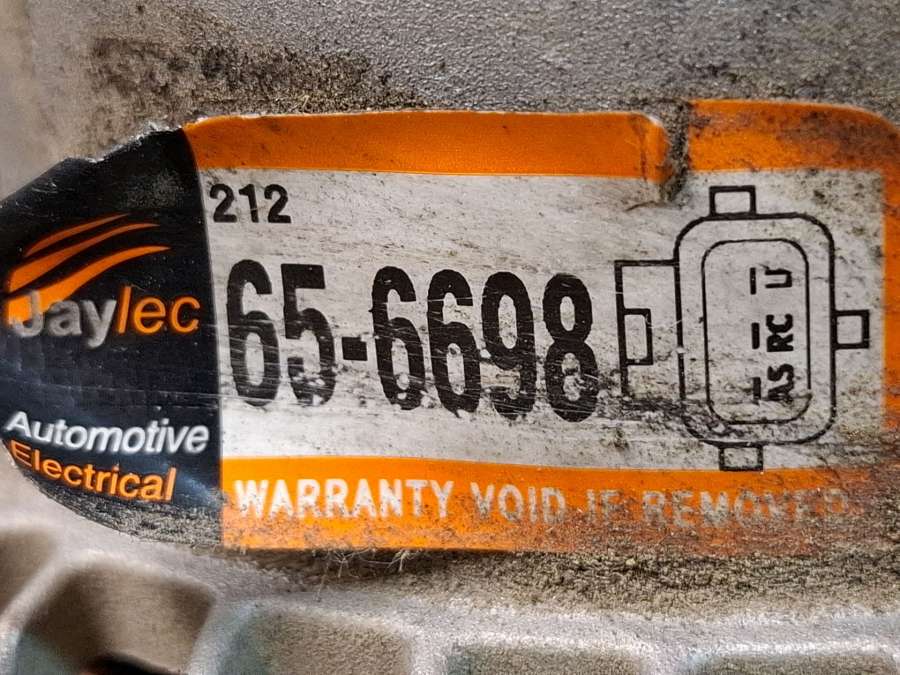 212
65-6698
Jaylec
Automotive
Electrical
WARRANTY VOID IF REMOVED
AS RC U